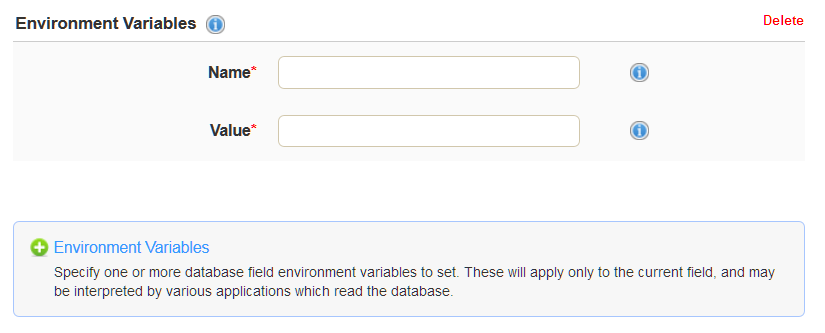 Environment Variables
Delete
Name*
Value*
Environment Variables
Specify one or more database field environment variables to set. These will apply only to the current field, and may
be interpreted by various applications which read the database.